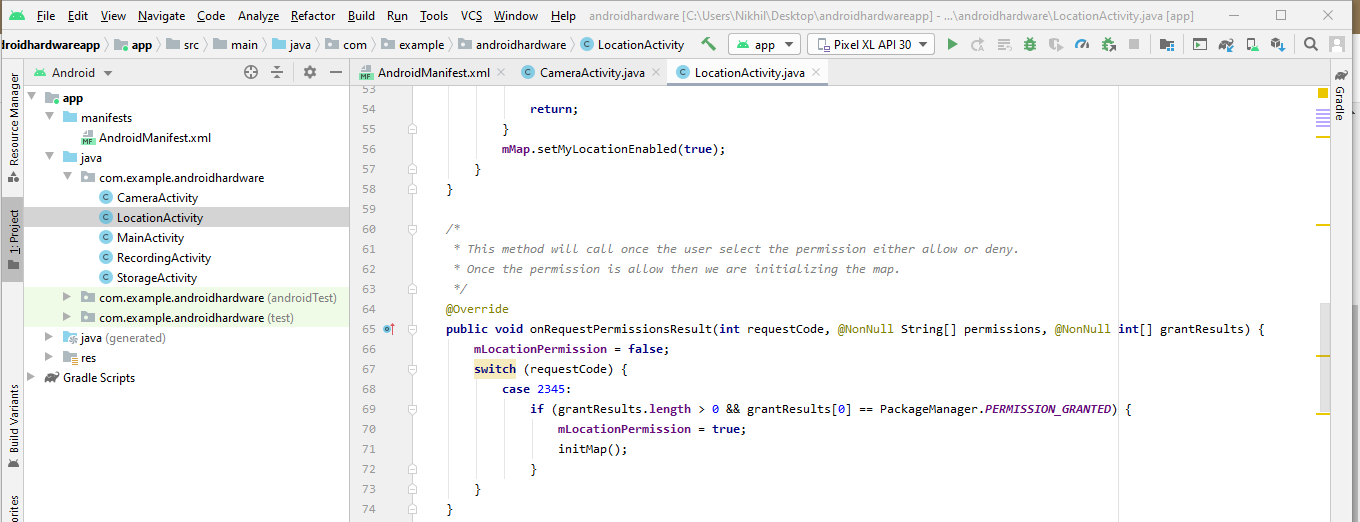 File Edit View Navigate Code Analyze Refactor Build Run Tools VCS Window Help androidhardware [C:\Users\Nikhil\Desktop\androidhardwareapp] - ...\androidhardware\LocationActivity.java [app]
droidhardwareapp app src main java com example androidhardware LocationActivity app Pixel XL API 30
Android
AndroidManifest.xml CameraActivity.java LocationActivity.java
Resource Manager
1: Project
Build Variants
Gradle
app
manifests
MF AndroidManifest.xml
java
com.example.androidhardware
C CameraActivity
C LocationActivity
C MainActivity
C RecordingActivity
C StorageActivity
com.example.androidhardware (androidTest)
com.example.androidhardware (test)
java (generated)
res
Gradle Scripts
53
54 return;
55 }
56 mMap.setMyLocationEnabled(true);
57 }
58 }
59
60 /*
61 * This method will call once the user select the permission either allow or deny.
62 * Once the permission is allow then we are initializing the map.
63 */
64 @Override
65 public void onRequestPermissionsResult(int requestCode, @NonNull String[] permissions, @NonNull int[] grantResults) {
66 mLocationPermission = false;
67 switch (requestCode) {
68 case 2345:
69 if (grantResults.length > 0 && grantResults[0] == PackageManager.PERMISSION_GRANTED) {
70 mLocationPermission = true;
71 initMap();
72 }
73 }
74 }